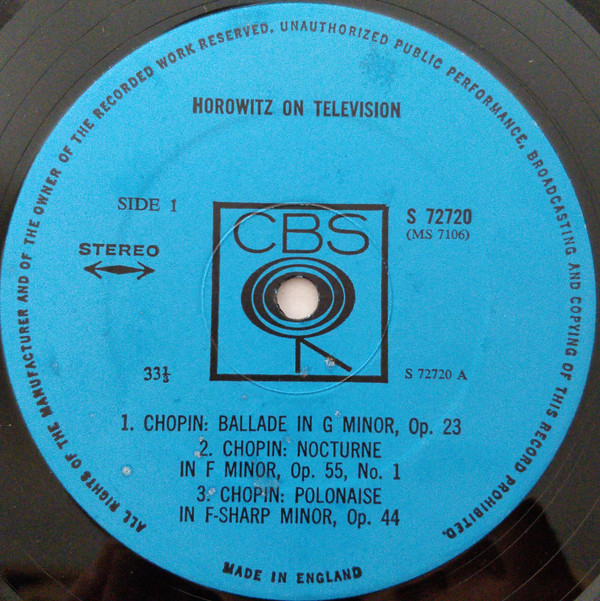 ALL RIGHTS OF THE MANUFACTURER AND OF THE OWNER OF THE RECORDED WORK RESERVED. UNAUTHORIZED PUBLIC PERFORMANCE, BROADCASTING AND COPYING OF THIS RECORD PROHIBITED.
HOROWITZ ON TELEVISION
SIDE 1
STEREO
CBS
S 72720
(MS 7106)
33⅓
S 72720 A
1. CHOPIN: BALLADE IN G MINOR, Op. 23
2. CHOPIN: NOCTURNE
IN F MINOR, Op. 55, No. 1
3. CHOPIN: POLONAISE
IN F-SHARP MINOR, Op. 44
MADE IN ENGLAND